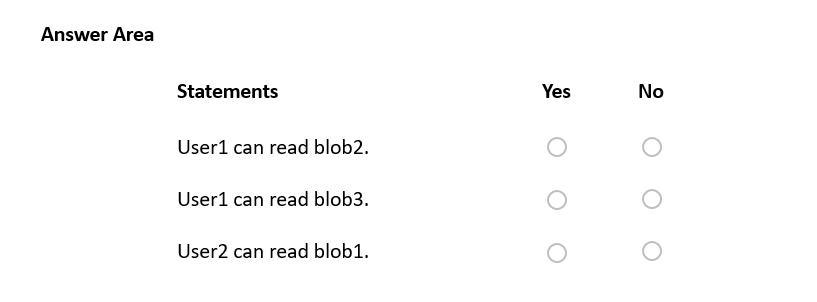 Answer Area
Statements Yes No
User1 can read blob2.
User1 can read blob3.
User2 can read blob1.